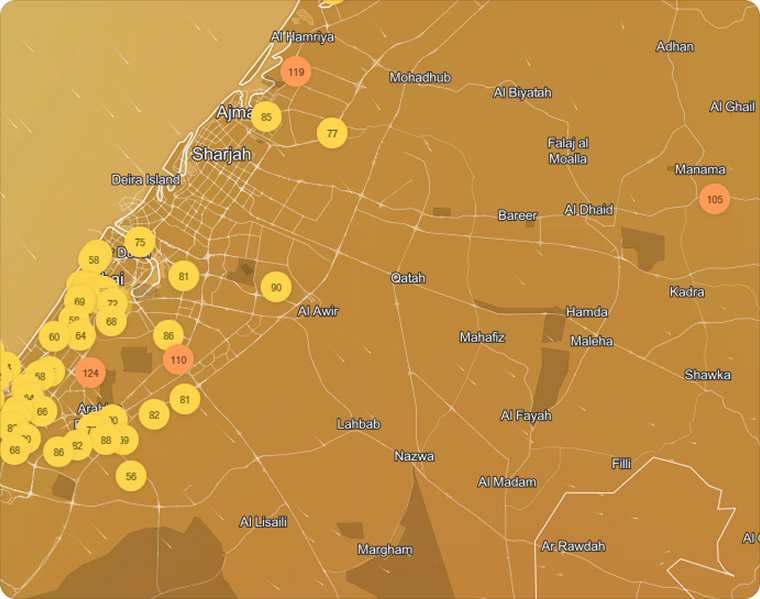 Al Hamriya
Adhan
119
Mohadhub
Al Biyatah
Al Ghail
Ajma
85
77
Falaj al
Moalla
Sharjah
Manama
Deira Island
105
Bareer
Al Dhaid
75
58
81
Qatah
90
69
72
Kadra
Al Awir
Hamda
68
60
64
86
Mahafiz
Maleha
110
124
68
Shawka
81
66
82
Al Fayah
Lahbab
88
82
86
68
Nazwa
Filli
56
Al Madam
Al Lisaili
Margham
Ar Rawdah